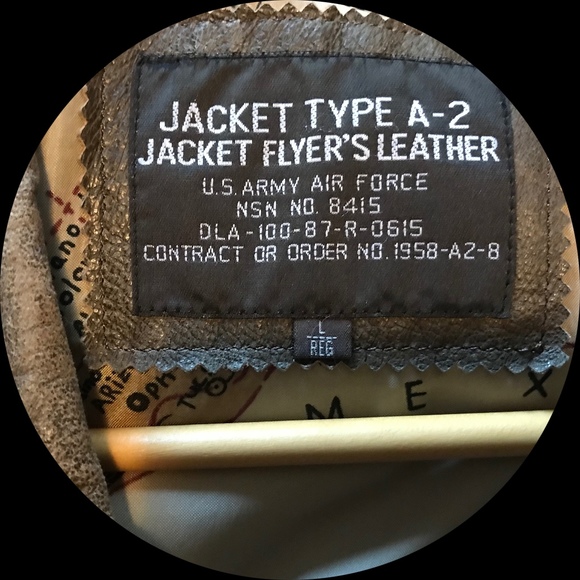 JACKET TYPE A-2
JACKET FLYER'S LEATHER
U.S. ARMY AIR FORCE
NSN NO. 8415
DLA-100-87-R-0615
CONTRACT OR ORDER NO. 1958-A2-8
L
REG
M E X